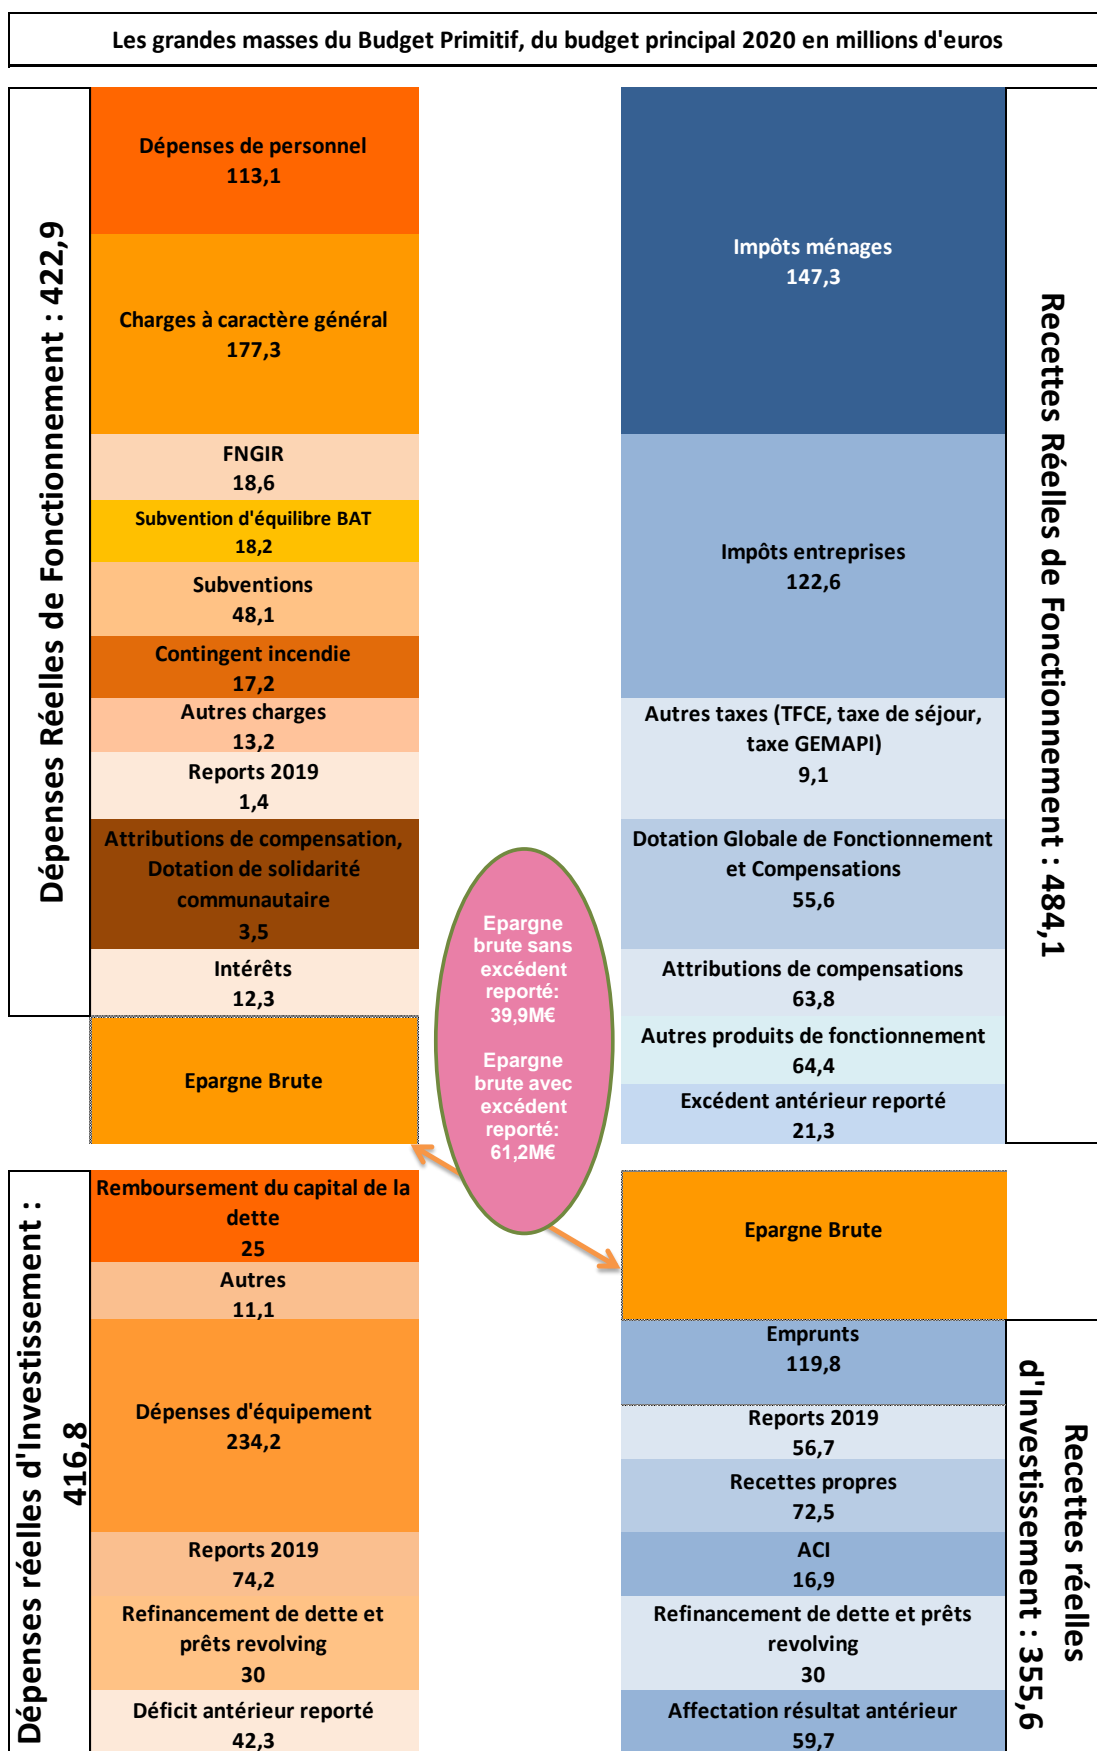 Les grandes masses du Budget Primitif, du budget principal 2020 en millions d'euros
Dépenses Réelles de Fonctionnement : 422,9
Dépenses de personnel
113,1
Charges à caractère général
177,3
FNGIR
18,6
Subvention d'équilibre BAT
18,2
Subventions
48,1
Contingent incendie
17,2
Autres charges
13,2
Reports 2019
1,4
Attributions de compensation,
Dotation de solidarité
communautaire
3,5
Intérêts
12,3
Epargne Brute
Epargne
brute sans
excédent
reporté:
39,9M€
Epargne
brute avec
excédent
reporté:
61,2M€
Impôts ménages
147,3
Impôts entreprises
122,6
Autres taxes (TFCE, taxe de séjour,
taxe GEMAPI)
9,1
Dotation Globale de Fonctionnement
et Compensations
55,6
Attributions de compensations
63,8
Autres produits de fonctionnement
64,4
Excédent antérieur reporté
21,3
Recettes Réelles de Fonctionnement : 484,1
Dépenses réelles d'Investissement :
416,8
Remboursement du capital de la
dette
25
Autres
11,1
Dépenses d'équipement
234,2
Reports 2019
74,2
Refinancement de dette et
prêts revolving
30
Déficit antérieur reporté
42,3
Epargne Brute
Emprunts
119,8
Reports 2019
56,7
Recettes propres
72,5
ACI
16,9
Refinancement de dette et prêts
revolving
30
Affectation résultat antérieur
59,7
Recettes réelles
d'Investissement : 355,6